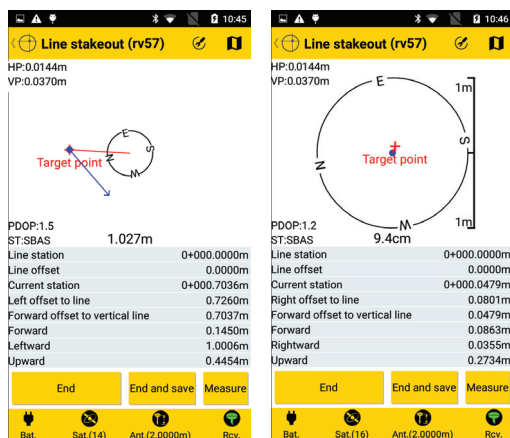 10:45
Line stakeout (rv57)
HP:0.0144m
VP:0.0370m
E
S
N
W
Target point
PDOP:1.5
ST:SBAS 1.027m
Line station 0+000.0000m
Line offset 0.0000m
Current station 0+000.7036m
Left offset to line 0.7260m
Forward offset to vertical line 0.7037m
Forward 0.1450m
Leftward 1.0006m
Upward 0.4454m
End End and save Measure
Bat. Sat.(14) Ant.(2.0000m) Rcv.
10:46
Line stakeout (rv57)
HP:0.0144m
VP:0.0370m
E
1m
S
Target point
N
W
1m
PDOP:1.2
ST:SBAS 9.4cm
Line station 0+000.0000m
Line offset 0.0000m
Current station 0+000.0479m
Right offset to line 0.0801m
Forward offset to vertical line 0.0479m
Forward 0.0863m
Rightward 0.0355m
Upward 0.2734m
End End and save Measure
Bat. Sat.(16) Ant.(2.0000m) Rcv.